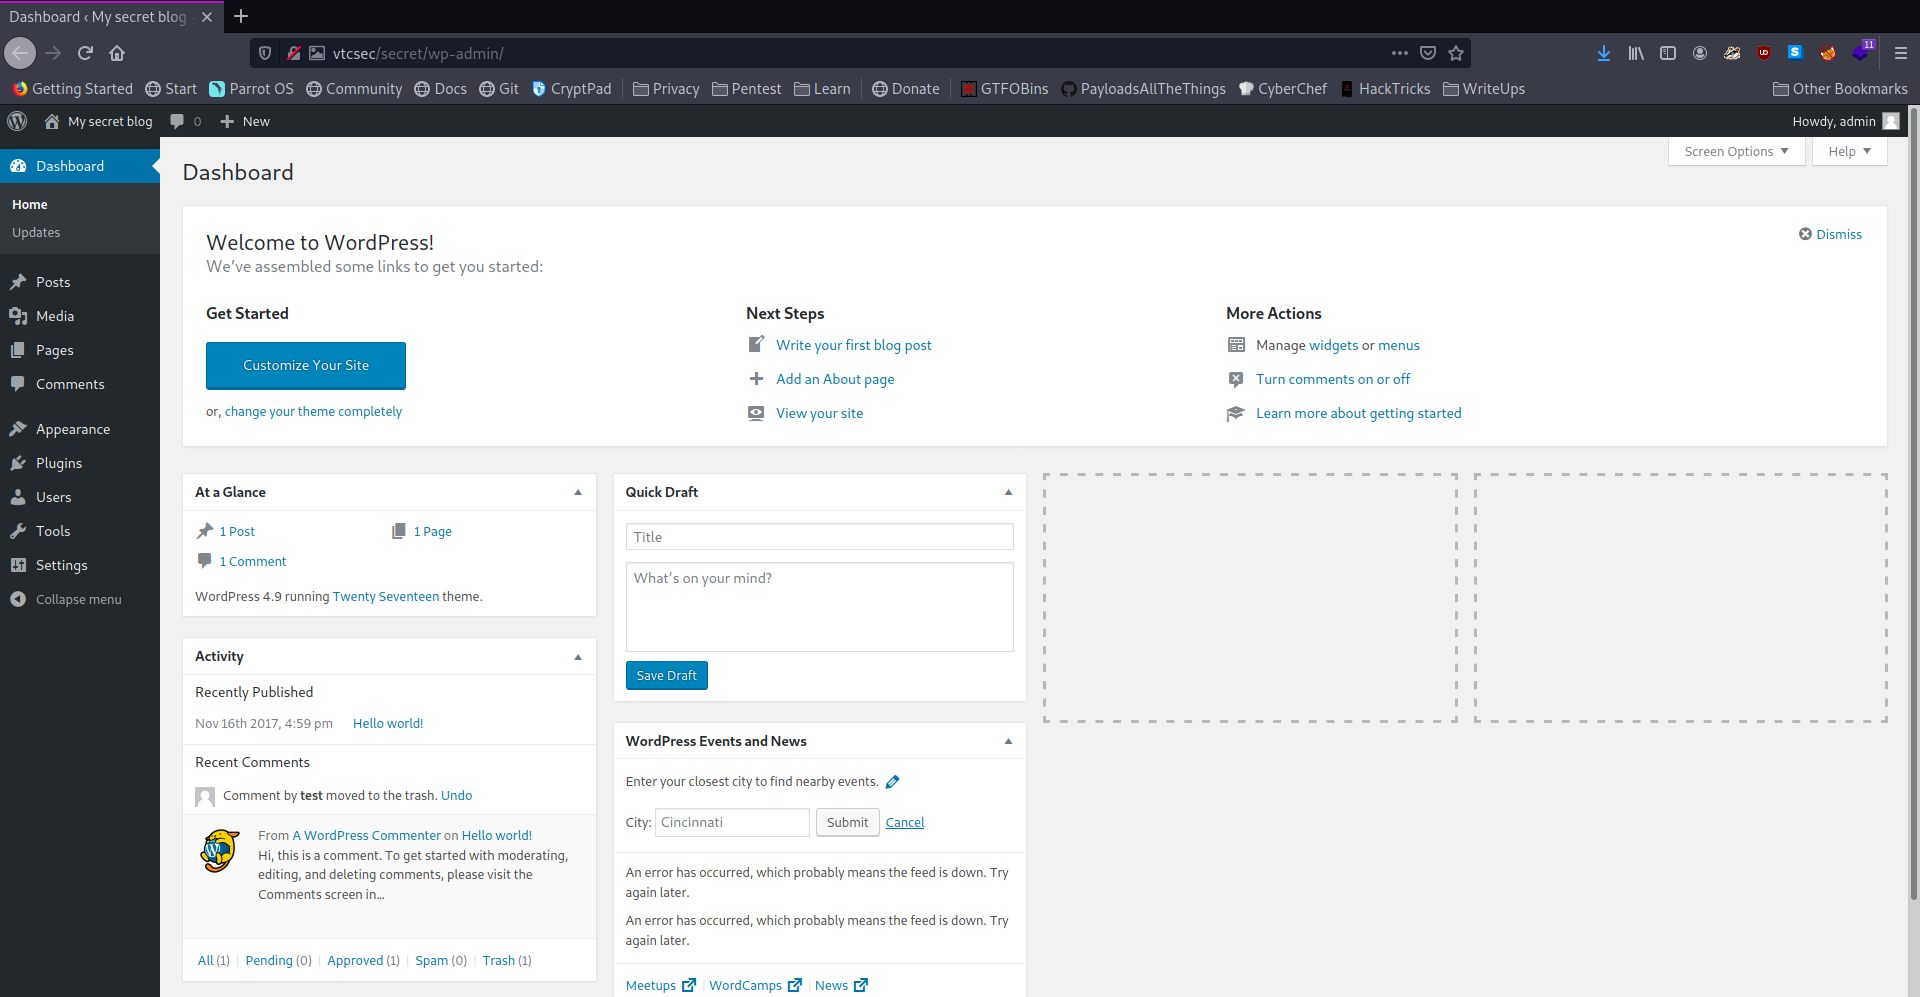 Dashboard ‹ My secret blog
vtcsec/secret/wp-admin/
11
Getting Started Start Parrot OS Community Docs Git CryptPad Privacy Pentest Learn Donate GTFOBins PayloadsAllTheThings CyberChef HackTricks WriteUps Other Bookmarks
My secret blog 0 New Howdy, admin
Dashboard
Home
Updates
Posts
Media
Pages
Comments
Appearance
Plugins
Users
Tools
Settings
Collapse menu
Screen Options Help
Dashboard
Welcome to WordPress!
Dismiss
We’ve assembled some links to get you started:
Get Started
Customize Your Site
or, change your theme completely
Next Steps
Write your first blog post
Add an About page
View your site
More Actions
Manage widgets or menus
Turn comments on or off
Learn more about getting started
At a Glance
1 Post 1 Page
1 Comment
WordPress 4.9 running Twenty Seventeen theme.
Activity
Recently Published
Nov 16th 2017, 4:59 pm Hello world!
Recent Comments
Comment by test moved to the trash. Undo
From A WordPress Commenter on Hello world!
Hi, this is a comment. To get started with moderating,
editing, and deleting comments, please visit the
Comments screen in…
All (1) | Pending (0) | Approved (1) | Spam (0) | Trash (1)
Quick Draft
Title
What’s on your mind?
Save Draft
WordPress Events and News
Enter your closest city to find nearby events.
City: Cincinnati Submit Cancel
An error has occurred, which probably means the feed is down. Try
again later.
An error has occurred, which probably means the feed is down. Try
again later.
Meetups | WordCamps | News